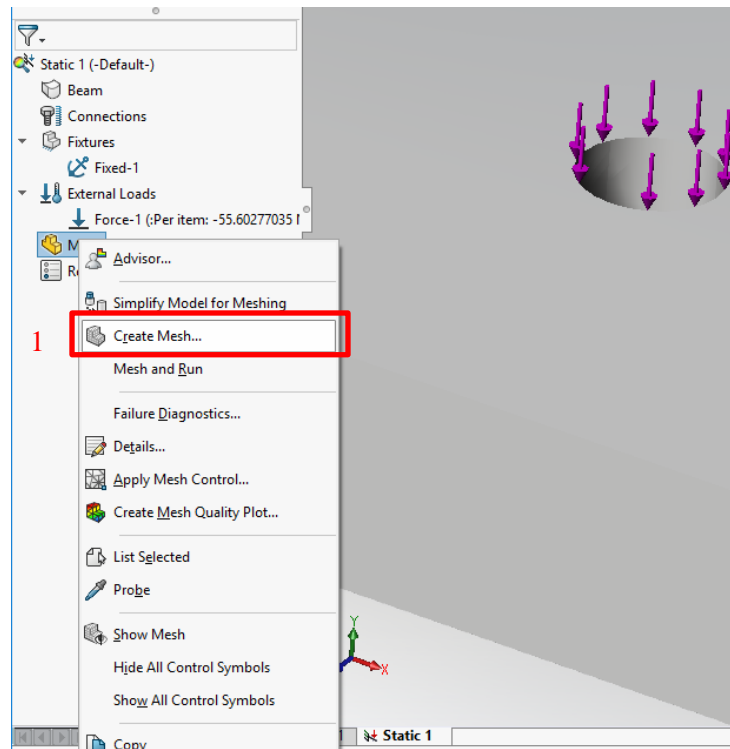 Static 1 (-Default-)
Beam
Connections
Fixtures
Fixed-1
External Loads
Force-1 (:Per item: -55.60277035
Advisor...
Simplify Model for Meshing
1
Create Mesh...
Mesh and Run
Failure Diagnostics...
Details...
Apply Mesh Control...
Create Mesh Quality Plot...
List Selected
Probe
Show Mesh
Hide All Control Symbols
Show All Control Symbols
Copy
Y
X
Static 1